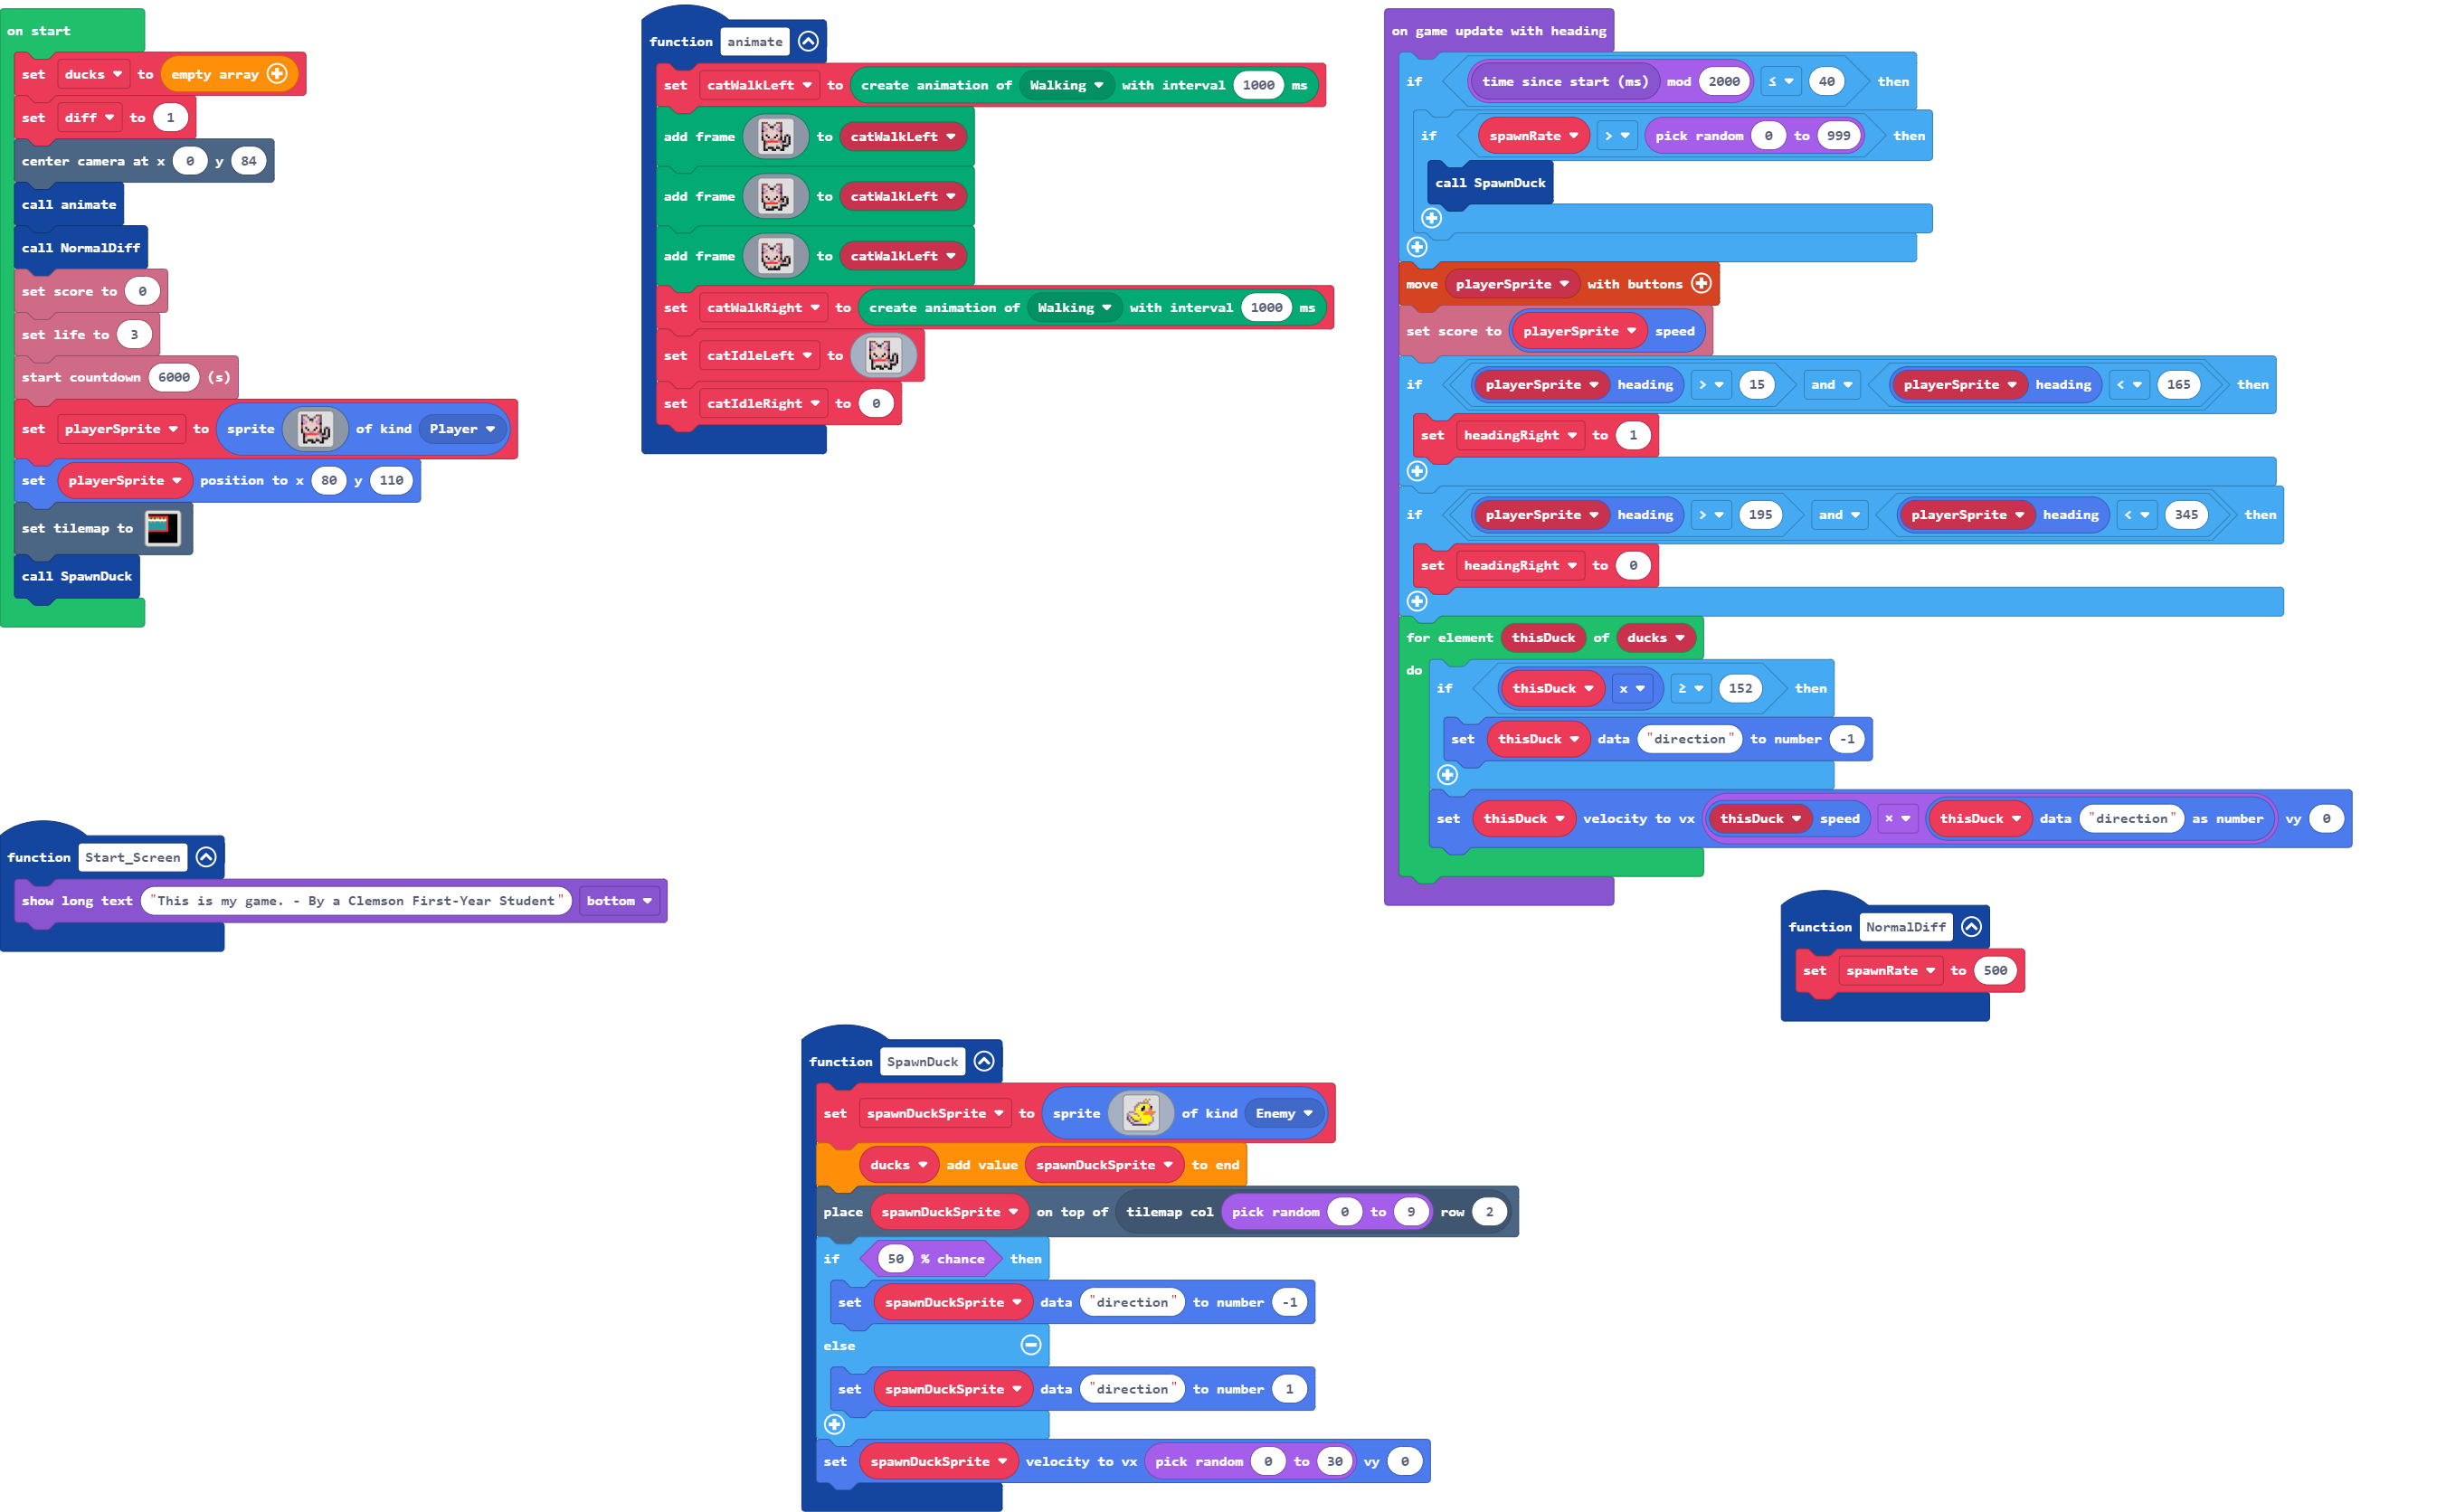 on start
set ducks to empty array
set diff to 1
center camera at x 0 y 84
call animate
call NormalDiff
set score to 0
set life to 3
start countdown 6000 (s)
set playerSprite to sprite of kind Player
set playerSprite position to x 80 y 110
set tilemap to
call SpawnDuck
function animate
set catWalkLeft to create animation of Walking with interval 1000 ms
add frame to catWalkLeft
add frame to catWalkLeft
add frame to catWalkLeft
set catWalkRight to create animation of Walking with interval 1000 ms
set catIdleLeft to
set catIdleRight to 0
on game update with heading
if time since start (ms) mod 2000 ≤ 40 then
if spawnRate > pick random 0 to 999 then
call SpawnDuck
move playerSprite with buttons
set score to playerSprite speed
if playerSprite heading > 15 and playerSprite heading < 165 then
set headingRight to 1
if playerSprite heading > 195 and playerSprite heading < 345 then
set headingRight to 0
for element thisDuck of ducks
do
if thisDuck x ≥ 152 then
set thisDuck data "direction" to number -1
set thisDuck velocity to vx thisDuck speed × thisDuck data "direction" as number vy 0
function Start_Screen
show long text "This is my game. - By a Clemson First-Year Student" bottom
function NormalDiff
set spawnRate to 500
function SpawnDuck
set spawnDuckSprite to sprite of kind Enemy
ducks add value spawnDuckSprite to end
place spawnDuckSprite on top of tilemap col pick random 0 to 9 row 2
if 50 % chance then
set spawnDuckSprite data "direction" to number -1
else
set spawnDuckSprite data "direction" to number 1
set spawnDuckSprite velocity to vx pick random 0 to 30 vy 0